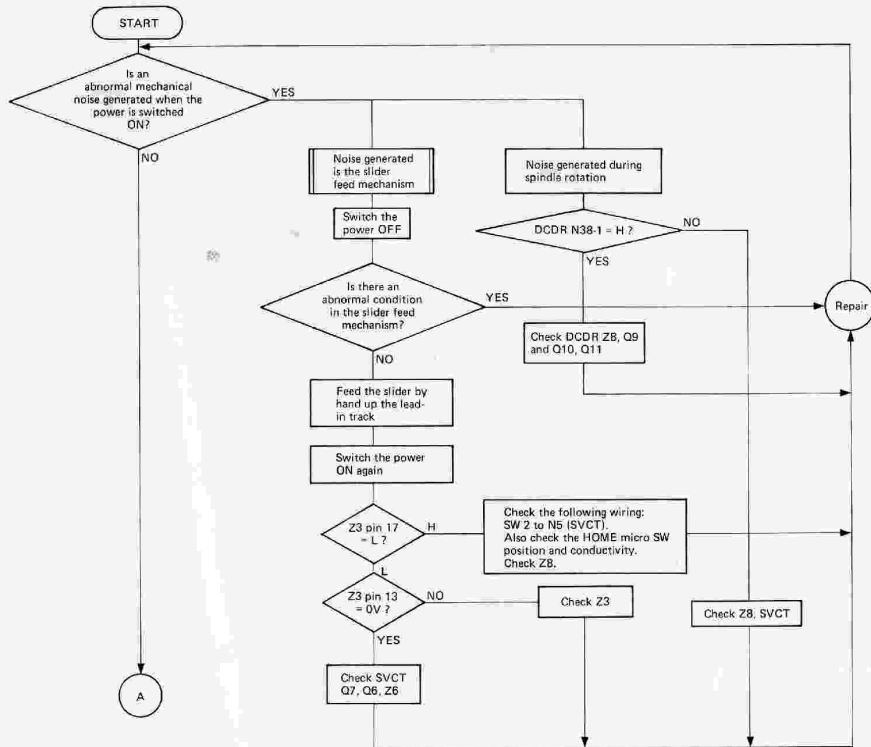 START
Is an
abnormal mechanical
noise generated when the
power is switched
ON?
YES
NO
Noise generated
is the slider
feed mechanism
Noise generated during
spindle rotation
Switch the
power OFF
DCDR N38-1 = H ?
NO
YES
Is there an
abnormal condition
in the slider feed
mechanism?
YES
NO
Repair
Check DCDR ZB, Q9
and Q10, Q11
Feed the slider by
hand up the lead-
in track
Switch the power
ON again
Z3 pin 17
= L ?
H
L
Check the following wiring:
SW 2 to N5 (SVCT).
Also check the HOME micro SW
position and conductivity.
Check ZB.
Z3 pin 13
= 0V ?
NO
YES
Check Z3
Check Z8, SVCT
Check SVCT
Q7, Q6, Z6
A